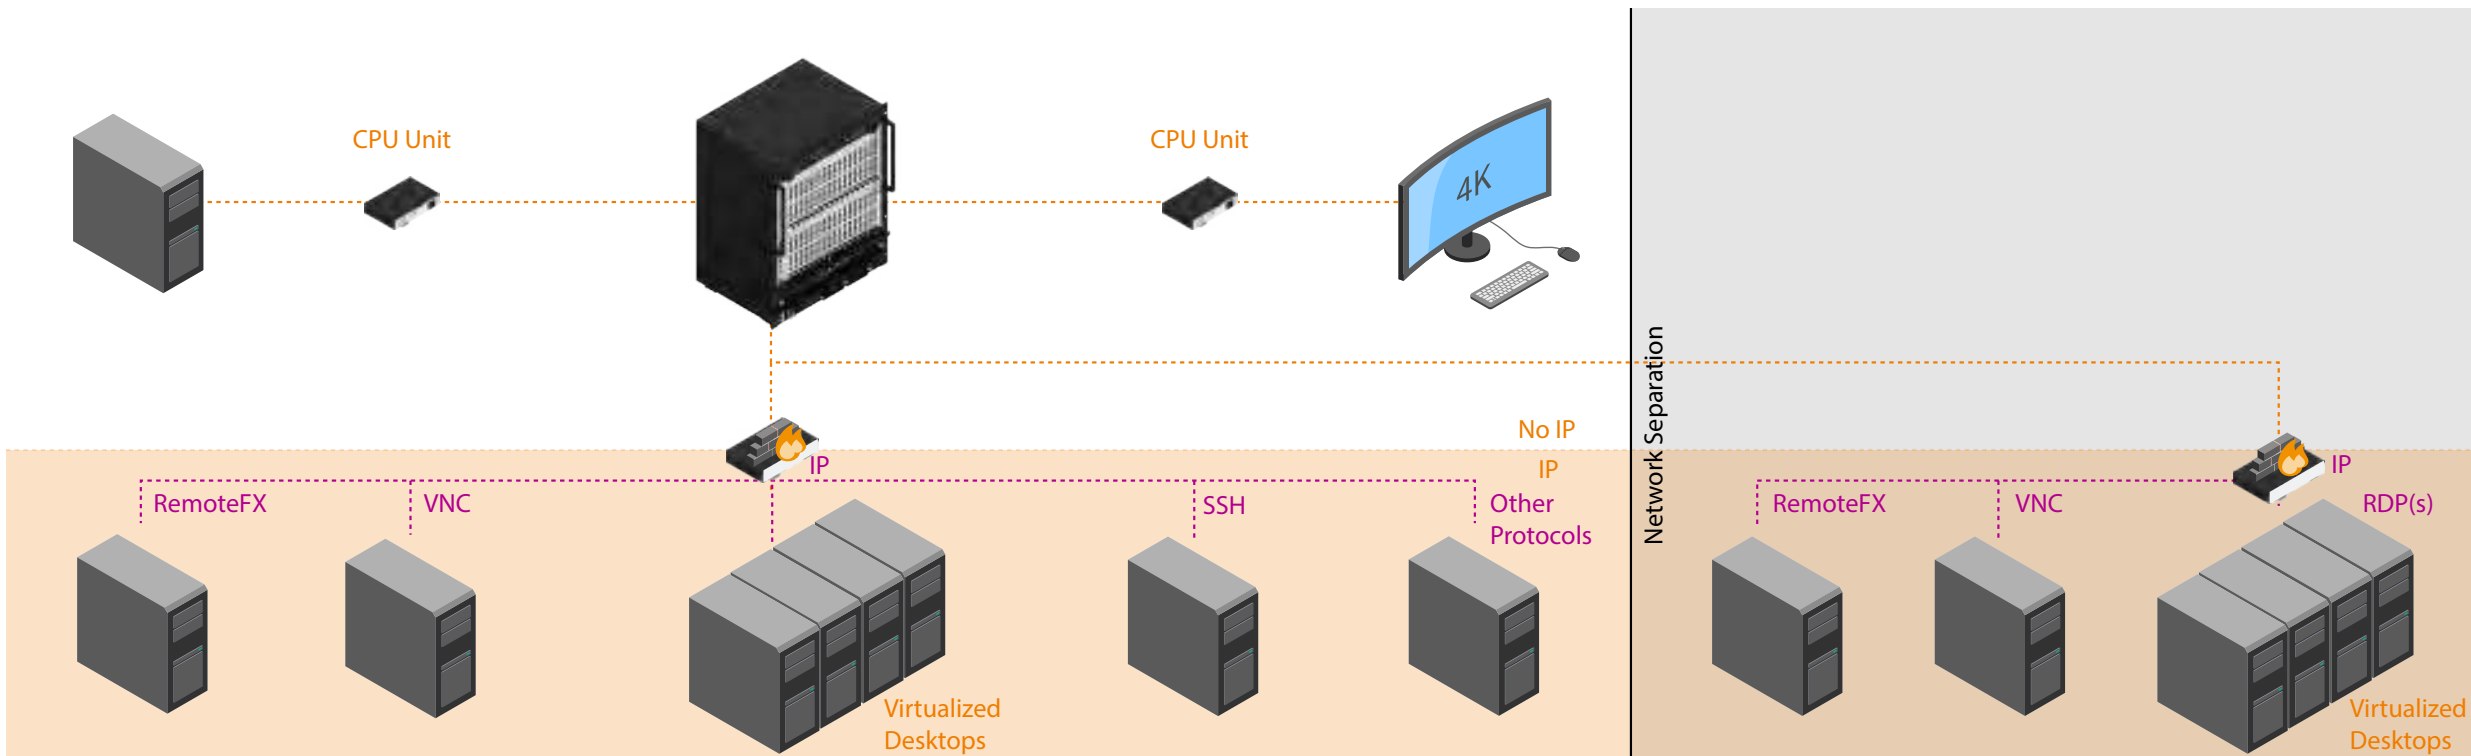 CPU Unit
CPU Unit
4K
Network Separation
No IP
IP
IP
IP
RemoteFX
VNC
SSH
Other
Protocols
RemoteFX
VNC
RDP(s)
Virtualized
Desktops
Virtualized
Desktops